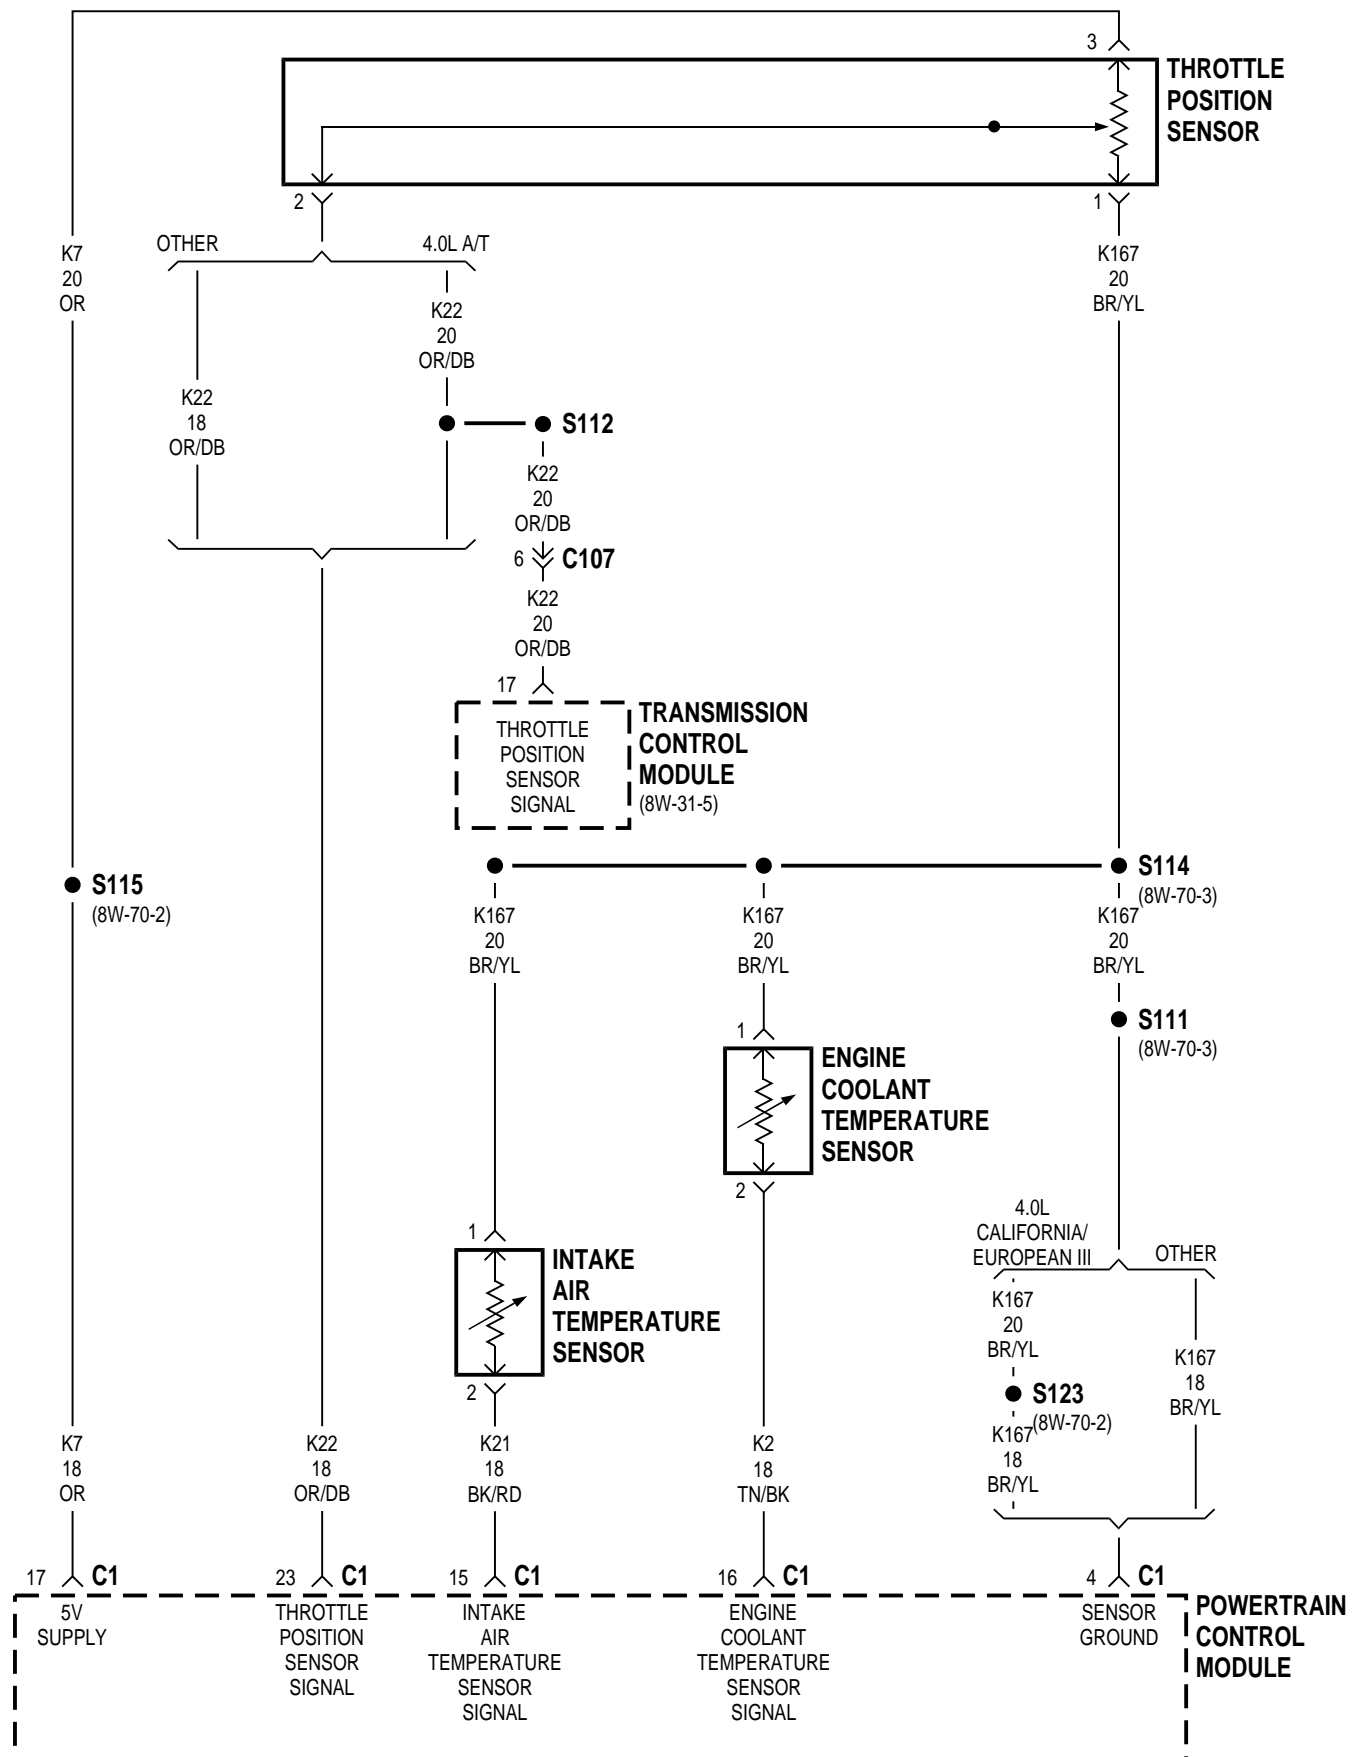 3
THROTTLE
POSITION
SENSOR
2
1
OTHER
4.0L A/T
K7
20
OR
K167
20
BR/YL
K22
20
OR/DB
K22
18
OR/DB
S112
K22
20
OR/DB
6
C107
K22
20
OR/DB
17
THROTTLE
POSITION
SENSOR
SIGNAL
TRANSMISSION
CONTROL
MODULE
(8W-31-5)
S115
(8W-70-2)
S114
(8W-70-3)
K167
20
BR/YL
K167
20
BR/YL
K167
20
BR/YL
S111
(8W-70-3)
1
ENGINE
COOLANT
TEMPERATURE
SENSOR
2
1
INTAKE
AIR
TEMPERATURE
SENSOR
2
4.0L
CALIFORNIA/
EUROPEAN III
OTHER
K167
20
BR/YL
K167
18
BR/YL
S123
(8W-70-2)
K167
18
BR/YL
K7
18
OR
K22
18
OR/DB
K21
18
BK/RD
K2
18
TN/BK
17 C1
23 C1
15 C1
16 C1
4 C1
5V
SUPPLY
THROTTLE
POSITION
SENSOR
SIGNAL
INTAKE
AIR
TEMPERATURE
SENSOR
SIGNAL
ENGINE
COOLANT
TEMPERATURE
SENSOR
SIGNAL
SENSOR
GROUND
POWERTRAIN
CONTROL
MODULE